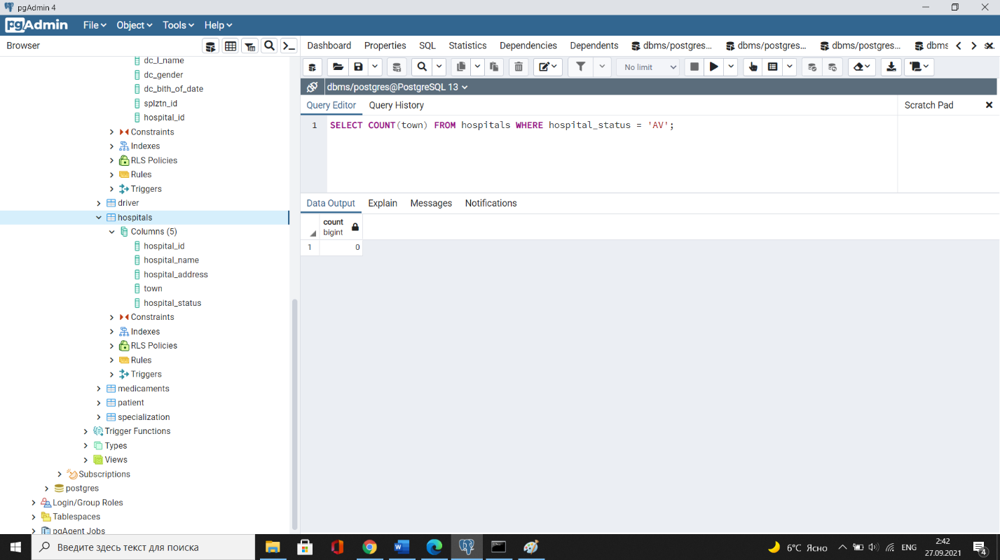 pgAdmin 4
pgAdmin
File Object Tools Help
Browser
Dashboard Properties SQL Statistics Dependencies Dependents dbms/postgres... dbms/postgres... dbms/postgres... dbms
dc_l_name
dc_gender
dc_bith_of_date
splztn_id
hospital_id
Constraints
Indexes
RLS Policies
Rules
Triggers
driver
hospitals
Columns (5)
hospital_id
hospital_name
hospital_address
town
hospital_status
Constraints
Indexes
RLS Policies
Rules
Triggers
medicaments
patient
specialization
Trigger Functions
Types
Views
Subscriptions
postgres
Login/Group Roles
Tablespaces
pgAgent Jobs
No limit
dbms/postgres@PostgreSQL 13
Query Editor Query History
Scratch Pad
1 SELECT COUNT(town) FROM hospitals WHERE hospital_status = 'AV';
Data Output Explain Messages Notifications
count
bigint
1 0
Введите здесь текст для поиска
6°C Ясно
ENG
2:42
27.09.2021
4